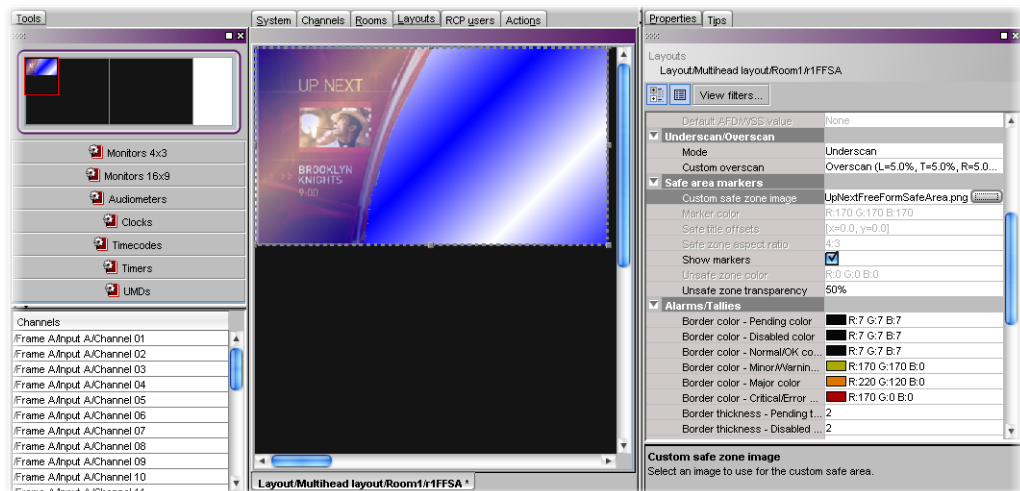 Tools
Monitors 4x3
Monitors 16x9
Audiometers
Clocks
Timecodes
Timers
UMDs
Channels
/Frame A/Input A/Channel 01
/Frame A/Input A/Channel 02
/Frame A/Input A/Channel 03
/Frame A/Input A/Channel 04
/Frame A/Input A/Channel 05
/Frame A/Input A/Channel 06
/Frame A/Input A/Channel 07
/Frame A/Input A/Channel 08
/Frame A/Input A/Channel 09
/Frame A/Input A/Channel 10
System Channels Rooms Layouts RCP users Actions
UP NEXT
BROOKLYN
KNIGHTS
9:00
Layout/Multihead layout/Room1/r1FFSA *
Properties Tips
Layouts
Layout/Multihead layout/Room1/r1FFSA
View filters...
Default AFD/WSS value None
Underscan/Overscan
Mode Underscan
Custom overscan Overscan (L=5.0%, T=5.0%, R=5.0...
Safe area markers
Custom safe zone image UpNextFreeFormSafeArea.png
Marker color R:170 G:170 B:170
Safe title offsets [x=0.0, y=0.0]
Safe zone aspect ratio 4:3
Show markers
Unsafe zone color R:0 G:0 B:0
Unsafe zone transparency 50%
Alarms/Tallies
Border color - Pending color R:7 G:7 B:7
Border color - Disabled color R:7 G:7 B:7
Border color - Normal/OK co... R:7 G:7 B:7
Border color - Minor/Warnin... R:170 G:170 B:0
Border color - Major color R:220 G:120 B:0
Border color - Critical/Error ... R:170 G:0 B:0
Border thickness - Pending t... 2
Border thickness - Disabled ... 2
Custom safe zone image
Select an image to use for the custom safe area.